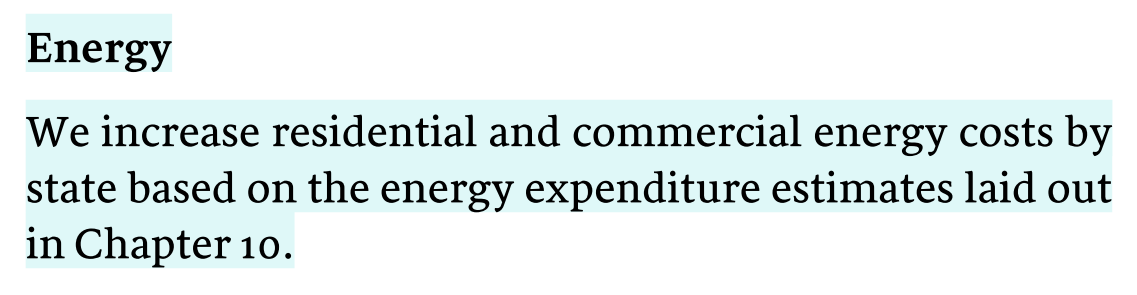 Energy
We increase residential and commercial energy costs by
state based on the energy expenditure estimates laid out
in Chapter 10.